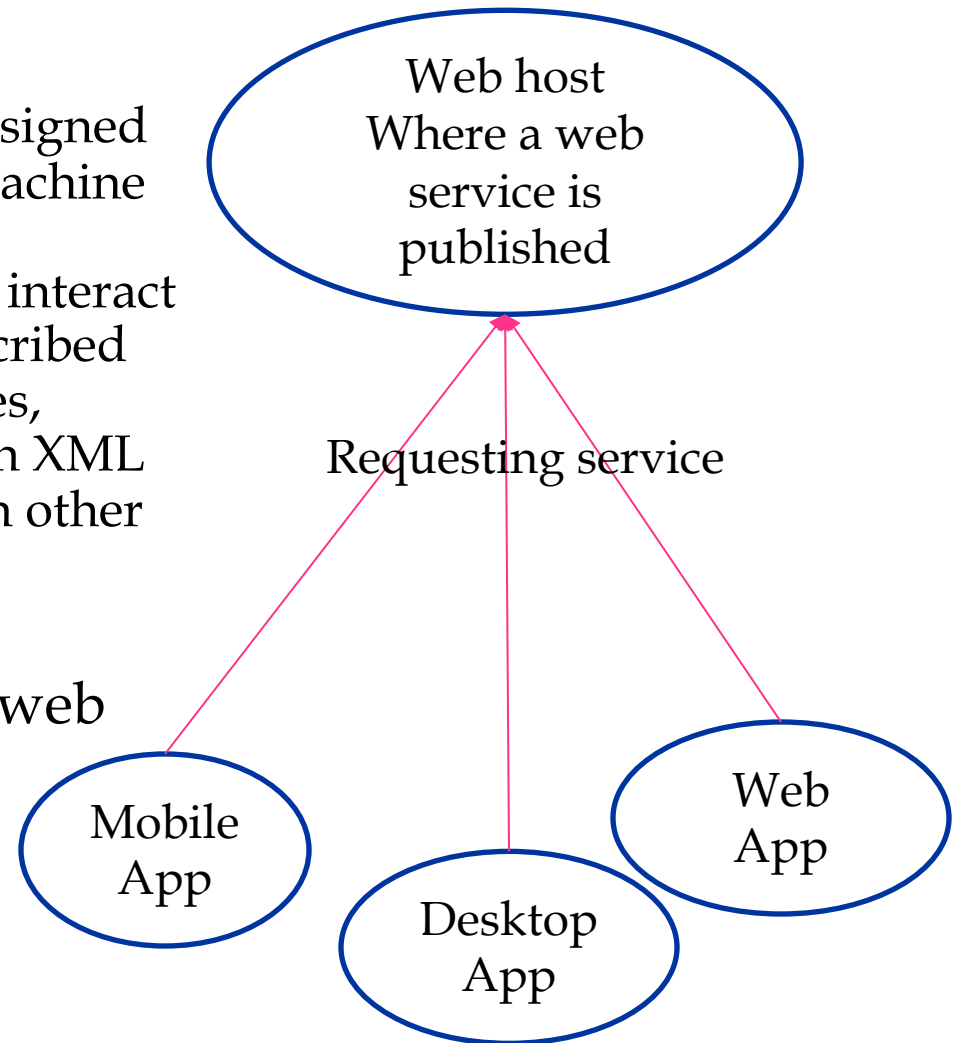 signed
achine
interact
cribed
es,
n XML
n other
web
Web host
Where a web
service is
published
Requesting service
Mobile
App
Desktop
App
Web
App